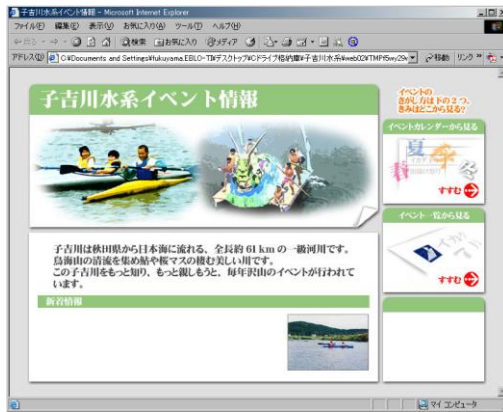 子吉川水系イベント情報 - Microsoft Internet Explorer
ファイル(F) 編集(E) 表示(V) お気に入り(A) ツール(T) ヘルプ(H)
戻る 検索 お気に入り メディア
アドレス(D) 移動 リンク
子吉川水系イベント情報
イベントの
さがし方は下の2つ。
きみはどこから見る?
イベントカレンダーから見る
夏 季 冬
すすむ
イベント一覧から見る
すすむ
子吉川は秋田県から日本海に流れる、全長約 61 km の一級河川です。
鳥海山の清流を集め鮎や桜マスの棲む美しい川です。
この子吉川をもっと知り、もっと親しもうと、毎年沢山のイベントが行われて
います。
新着情報
マイ コンピュータ